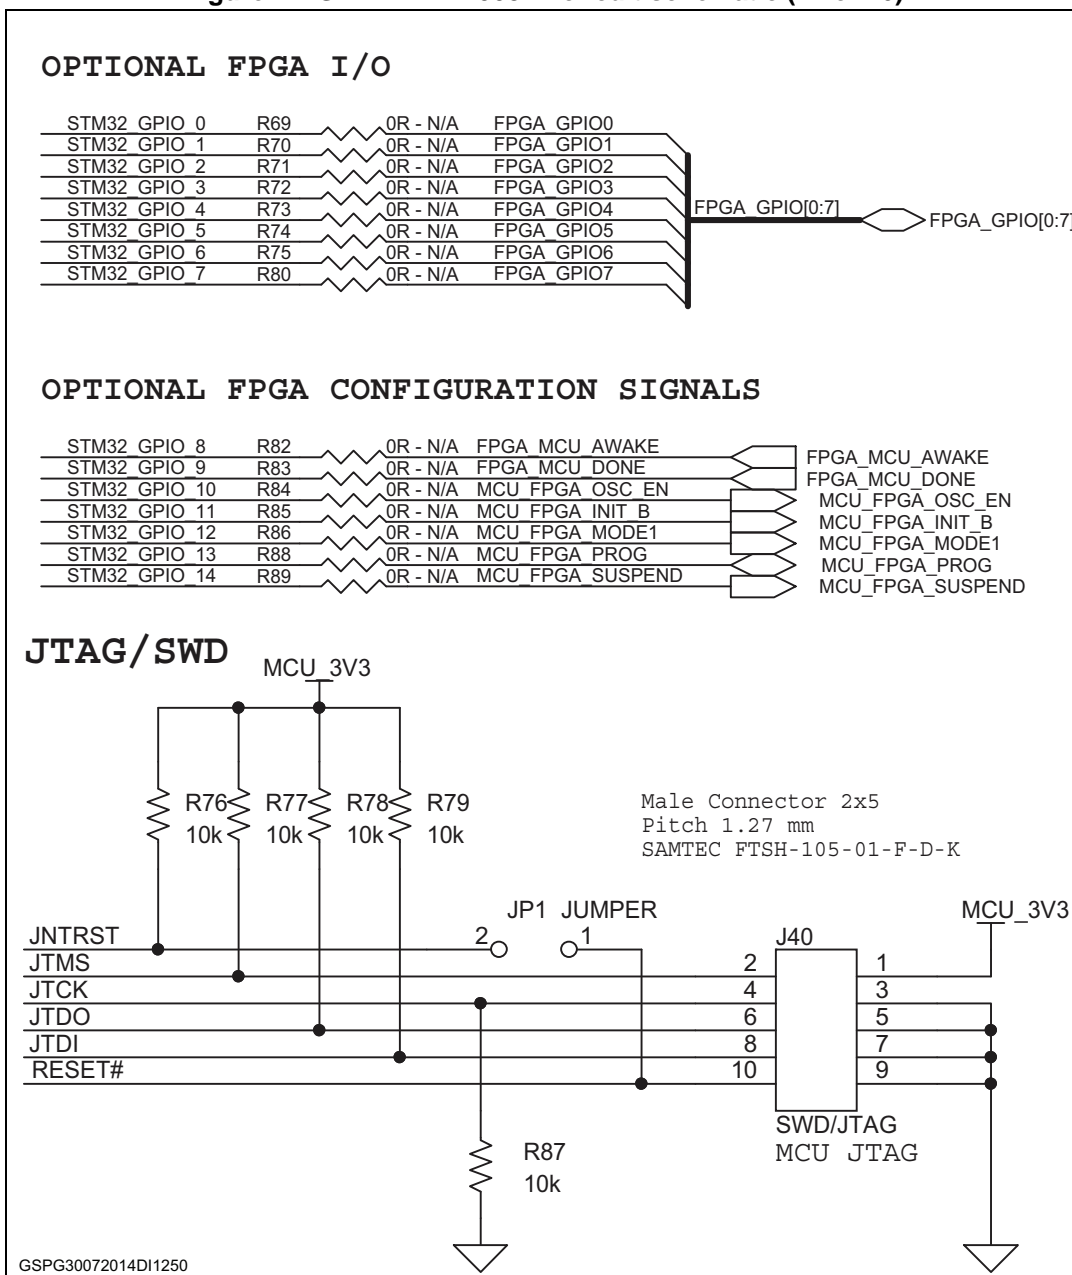 OPTIONAL FPGA I/O
STM32_GPIO_0 R69 0R - N/A FPGA_GPIO0
STM32_GPIO_1 R70 0R - N/A FPGA_GPIO1
STM32_GPIO_2 R71 0R - N/A FPGA_GPIO2
STM32_GPIO_3 R72 0R - N/A FPGA_GPIO3
STM32_GPIO_4 R73 0R - N/A FPGA_GPIO4
FPGA_GPIO[0:7] FPGA_GPIO[0:7]
STM32_GPIO_5 R74 0R - N/A FPGA_GPIO5
STM32_GPIO_6 R75 0R - N/A FPGA_GPIO6
STM32_GPIO_7 R80 0R - N/A FPGA_GPIO7
OPTIONAL FPGA CONFIGURATION SIGNALS
STM32_GPIO_8 R82 0R - N/A FPGA_MCU_AWAKE FPGA_MCU_AWAKE
STM32_GPIO_9 R83 0R - N/A FPGA_MCU_DONE FPGA_MCU_DONE
STM32_GPIO_10 R84 0R - N/A MCU_FPGA_OSC_EN MCU_FPGA_OSC_EN
STM32_GPIO_11 R85 0R - N/A MCU_FPGA_INIT_B MCU_FPGA_INIT_B
STM32_GPIO_12 R86 0R - N/A MCU_FPGA_MODE1 MCU_FPGA_MODE1
STM32_GPIO_13 R88 0R - N/A MCU_FPGA_PROG MCU_FPGA_PROG
STM32_GPIO_14 R89 0R - N/A MCU_FPGA_SUSPEND MCU_FPGA_SUSPEND
JTAG/SWD
MCU_3V3
R76 R77 R78 R79
10k 10k 10k 10k
Male Connector 2x5
Pitch 1.27 mm
SAMTEC FTSH-105-01-F-D-K
JP1 JUMPER
MCU_3V3
JNTRST 2 1 J40
JTMS 2 1
JTCK 4 3
JTDO 6 5
JTDI 8 7
RESET# 10 9
SWD/JTAG
MCU JTAG
R87
10k
GSPG30072014DI1250